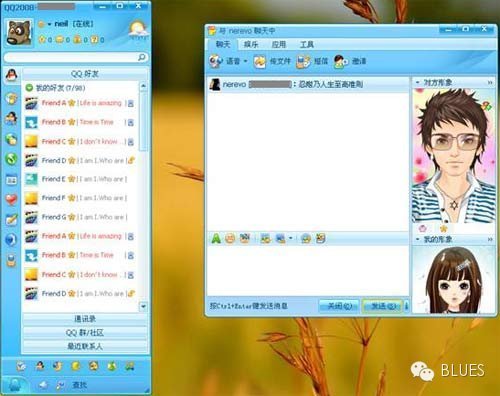 QQ2008-
neil [在线]
0 0 0
QQ 好友
我的好友 (7/98)
Friend A | Life is amazing
Friend B | Time is Time
Friend C | I don't know ..
Friend D | I am I.Who are
Friend E | I am I.Who are
Friend F | I am I.Who are
Friend G | I am I.Who are
Friend A | Life is amazing
Friend B | Time is Time
Friend C | I don't know ..
Friend D | I am I.Who are
通讯录
QQ 群/社区
最近联系人
查找
与 nerevo 聊天中
聊天 娱乐 应用 工具
语音 传文件 短信 邀请
nerevo : 忍耐乃人生至高准则
对方形象
我的形象
按Ctrl+Enter键发送消息
关闭(C) 发送
BLUES